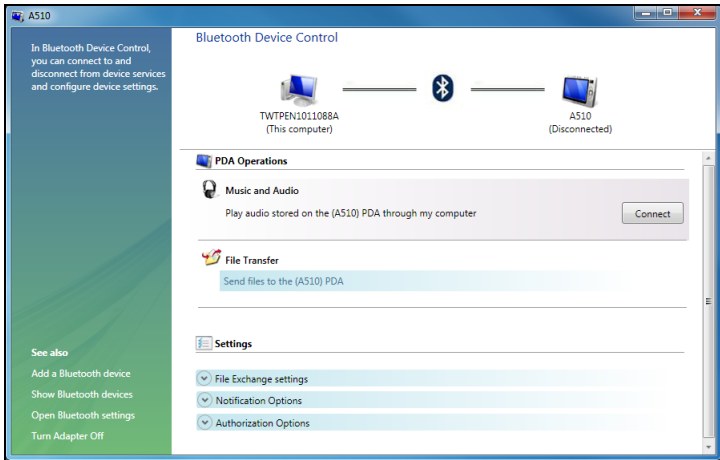 A510
In Bluetooth Device Control,
you can connect to and
disconnect from device services
and configure device settings.
Bluetooth Device Control
TWTPEN1011088A
(This computer)
A510
(Disconnected)
PDA Operations
Music and Audio
Play audio stored on the (A510) PDA through my computer
Connect
File Transfer
Send files to the (A510) PDA
Settings
File Exchange settings
Notification Options
Authorization Options
See also
Add a Bluetooth device
Show Bluetooth devices
Open Bluetooth settings
Turn Adapter Off